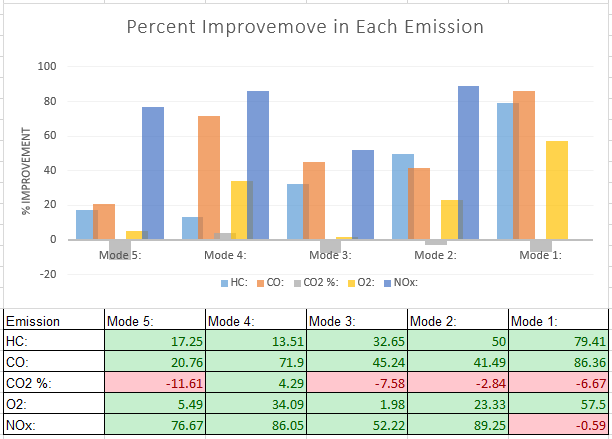 Percent Improvemove in Each Emission
100
80
60
40
20
0
-20
% IMPROVEMENT
Mode 5: Mode 4: Mode 3: Mode 2: Mode 1:
HC: CO: CO2 %: O2: NOx:
Emission Mode 5: Mode 4: Mode 3: Mode 2: Mode 1:
HC: 17.25 13.51 32.65 50 79.41
CO: 20.76 71.9 45.24 41.49 86.36
CO2 %: -11.61 4.29 -7.58 -2.84 -6.67
O2: 5.49 34.09 1.98 23.33 57.5
NOx: 76.67 86.05 52.22 89.25 -0.59